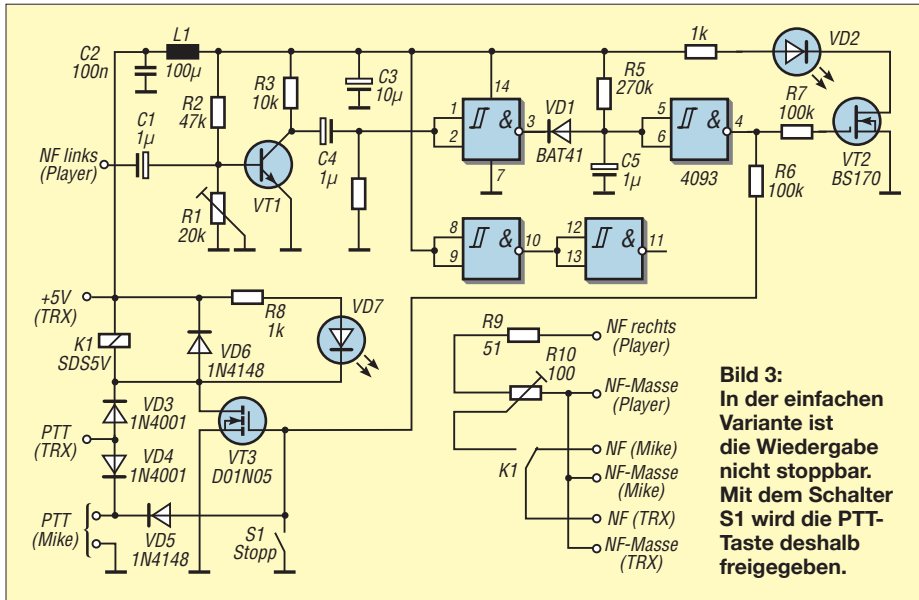 C2
100n
L1
100µ
R2
47k
R3
10k
C3
10µ
C1
1µ
NF links
(Player)
R1
20k
VT1
C4
1µ
14
1
2
&
3
7
VD1
BAT41
R5
270k
C5
1µ
5
6
&
4
4093
1k
VD2
R7
100k
VT2
BS170
R6
100k
8
9
&
10
12
13
&
11
+5V
(TRX)
K1
SDS5V
R8
1k
VD7
VD6
1N4148
VD3
1N4001
PTT
(TRX)
VD4
1N4001
VT3
D01N05
PTT
(Mike)
VD5
1N4148
S1
Stopp
R9
51
NF rechts
(Player)
R10
100
NF-Masse
(Player)
K1
NF (Mike)
NF-Masse
(Mike)
NF (TRX)
NF-Masse
(TRX)
Bild 3:
In der einfachen
Variante ist
die Wiedergabe
nicht stoppbar.
Mit dem Schalter
S1 wird die PTT-
Taste deshalb
freigegeben.